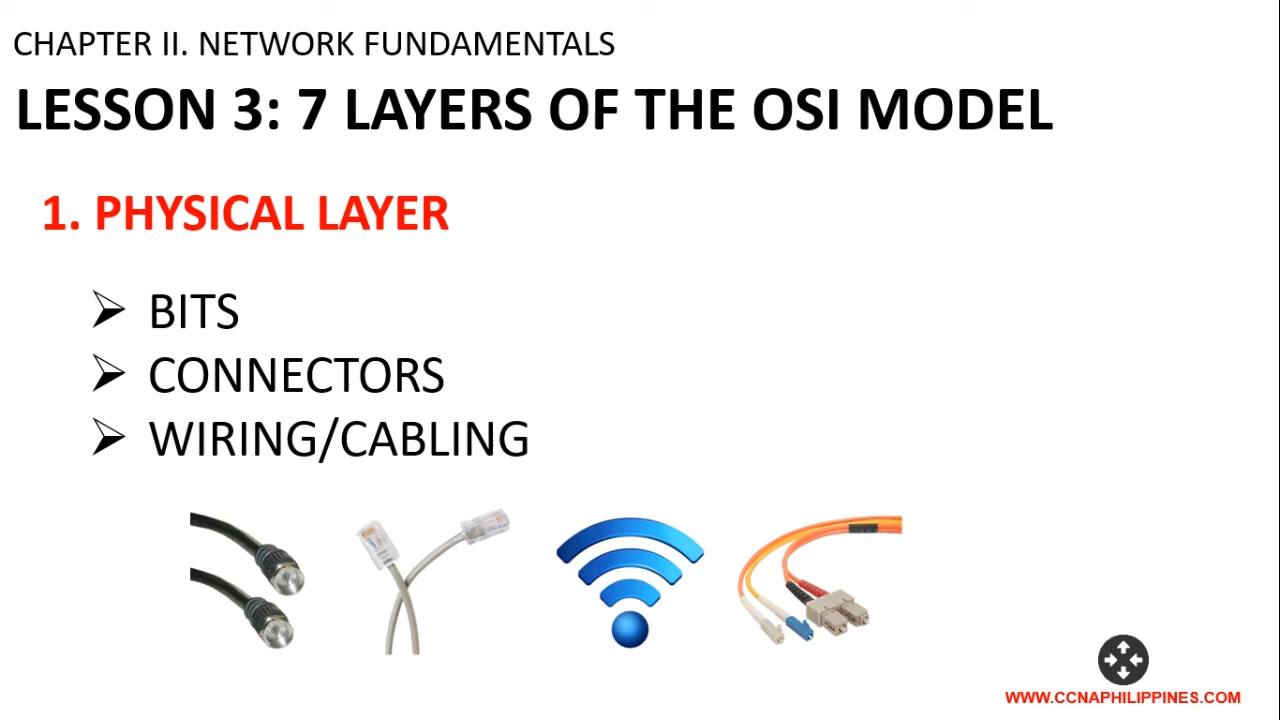 CHAPTER II. NETWORK FUNDAMENTALS
LESSON 3: 7 LAYERS OF THE OSI MODEL
1. PHYSICAL LAYER
BITS
CONNECTORS
WIRING/CABLING
WWW.CCNAPHILIPPINES.COM